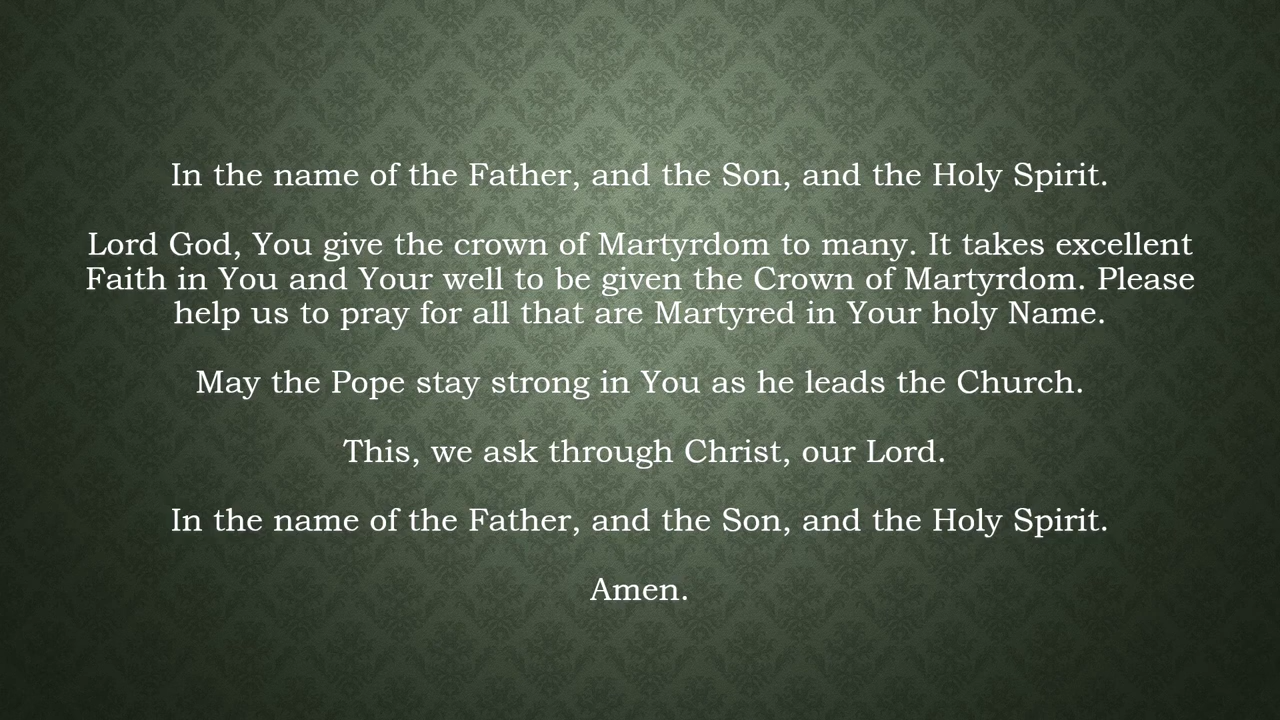 In the name of the Father, and the Son, and the Holy Spirit.
Lord God, You give the crown of Martyrdom to many. It takes excellent
Faith in You and Your well to be given the Crown of Martyrdom. Please
help us to pray for all that are Martyred in Your holy Name.
May the Pope stay strong in You as he leads the Church.
This, we ask through Christ, our Lord.
In the name of the Father, and the Son, and the Holy Spirit.
Amen.